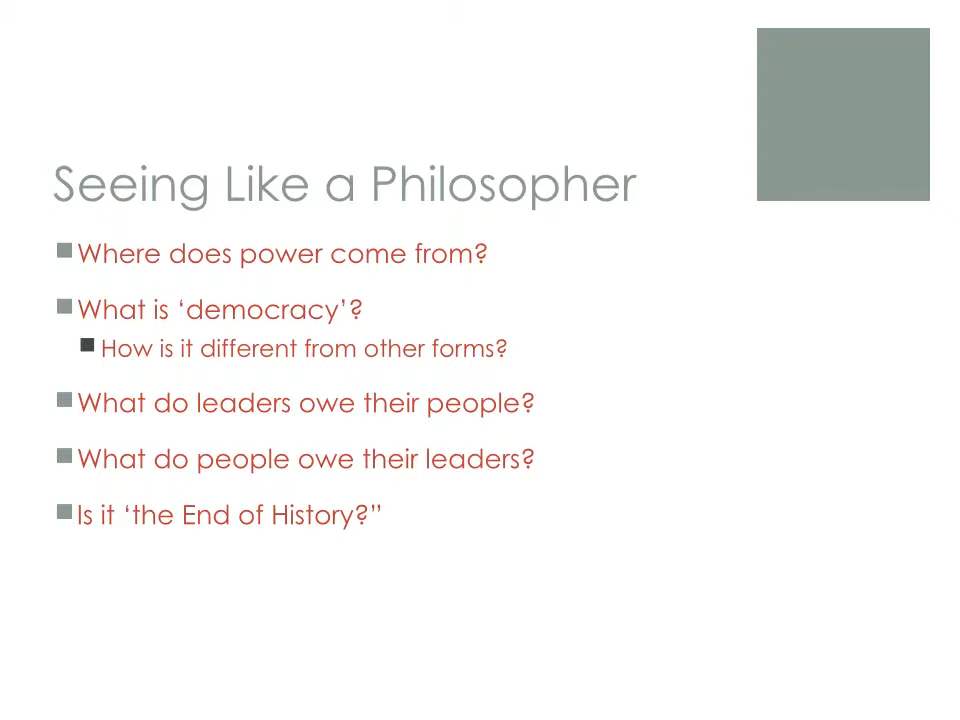 Seeing Like a Philosopher
Where does power come from?
What is ‘democracy’?
How is it different from other forms?
What do leaders owe their people?
What do people owe their leaders?
Is it ‘the End of History?”